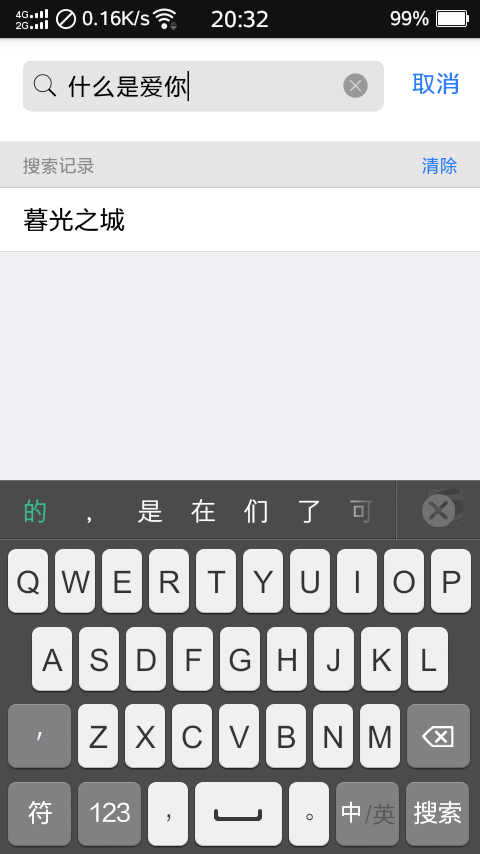 4G 2G 0.16K/s 20:32 99%
什么是爱你 取消
搜索记录 清除
暮光之城
的 ， 是 在 们 了 可
Q W E R T Y U I O P
A S D F G H J K L
Z X C V B N M
符 123 ， 。 中/英 搜索